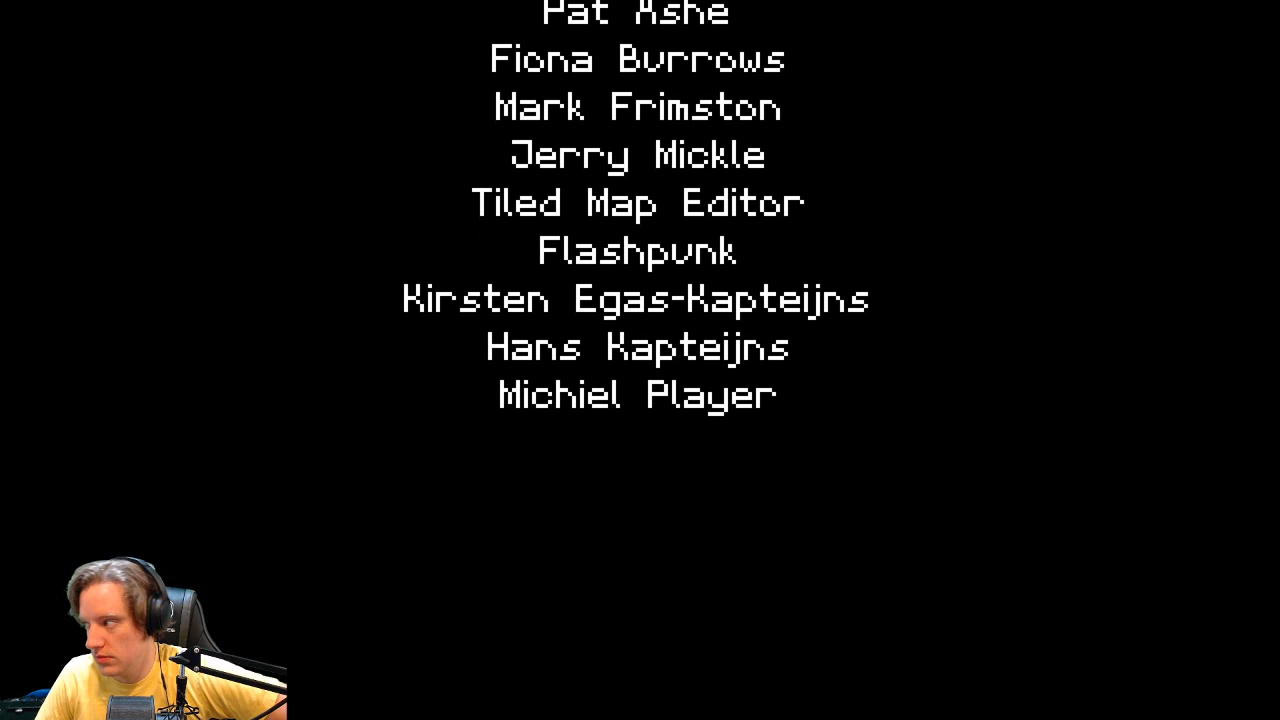 Pat Ashe
Fiona Burrows
Mark Frimston
Jerry Mickle
Tiled Map Editor
Flashpunk
Kirsten Egas-Kapteijns
Hans Kapteijns
Michiel Player